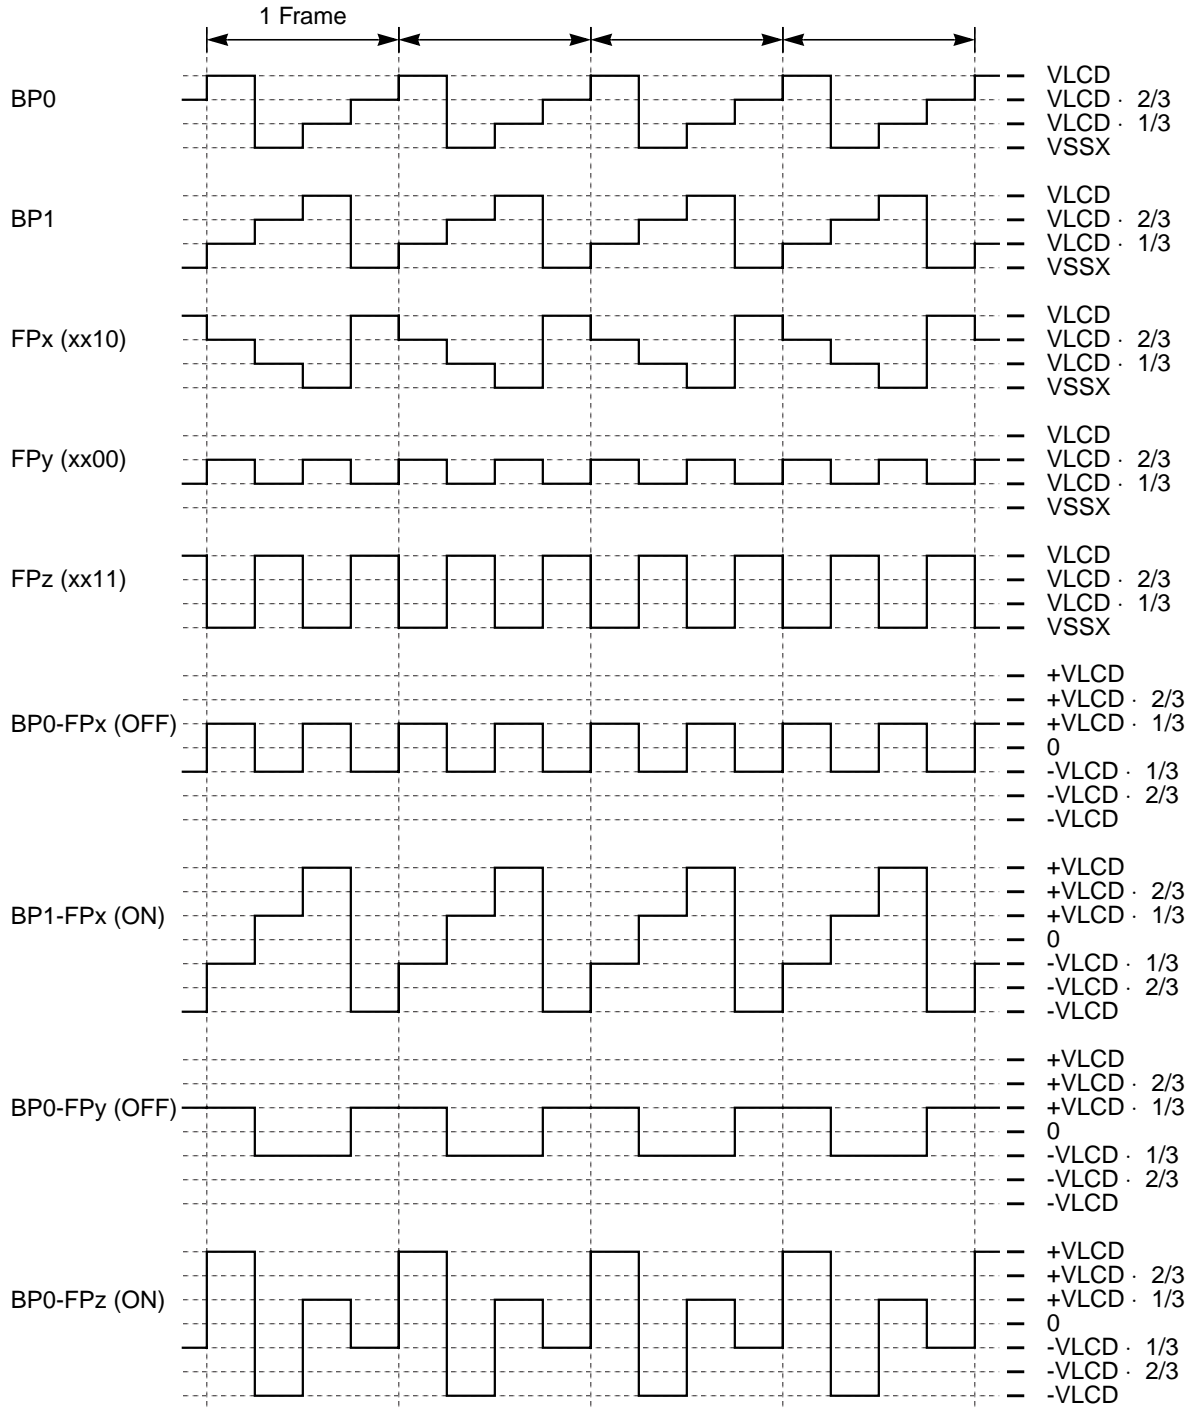 1 Frame
BP0
VLCD
VLCD · 2/3
VLCD · 1/3
VSSX
BP1
VLCD
VLCD · 2/3
VLCD · 1/3
VSSX
FPx (xx10)
VLCD
VLCD · 2/3
VLCD · 1/3
VSSX
FPy (xx00)
VLCD
VLCD · 2/3
VLCD · 1/3
VSSX
FPz (xx11)
VLCD
VLCD · 2/3
VLCD · 1/3
VSSX
BP0-FPx (OFF)
+VLCD
+VLCD · 2/3
+VLCD · 1/3
0
-VLCD · 1/3
-VLCD · 2/3
-VLCD
BP1-FPx (ON)
+VLCD
+VLCD · 2/3
+VLCD · 1/3
0
-VLCD · 1/3
-VLCD · 2/3
-VLCD
BP0-FPy (OFF)
+VLCD
+VLCD · 2/3
+VLCD · 1/3
0
-VLCD · 1/3
-VLCD · 2/3
-VLCD
BP0-FPz (ON)
+VLCD
+VLCD · 2/3
+VLCD · 1/3
0
-VLCD · 1/3
-VLCD · 2/3
-VLCD